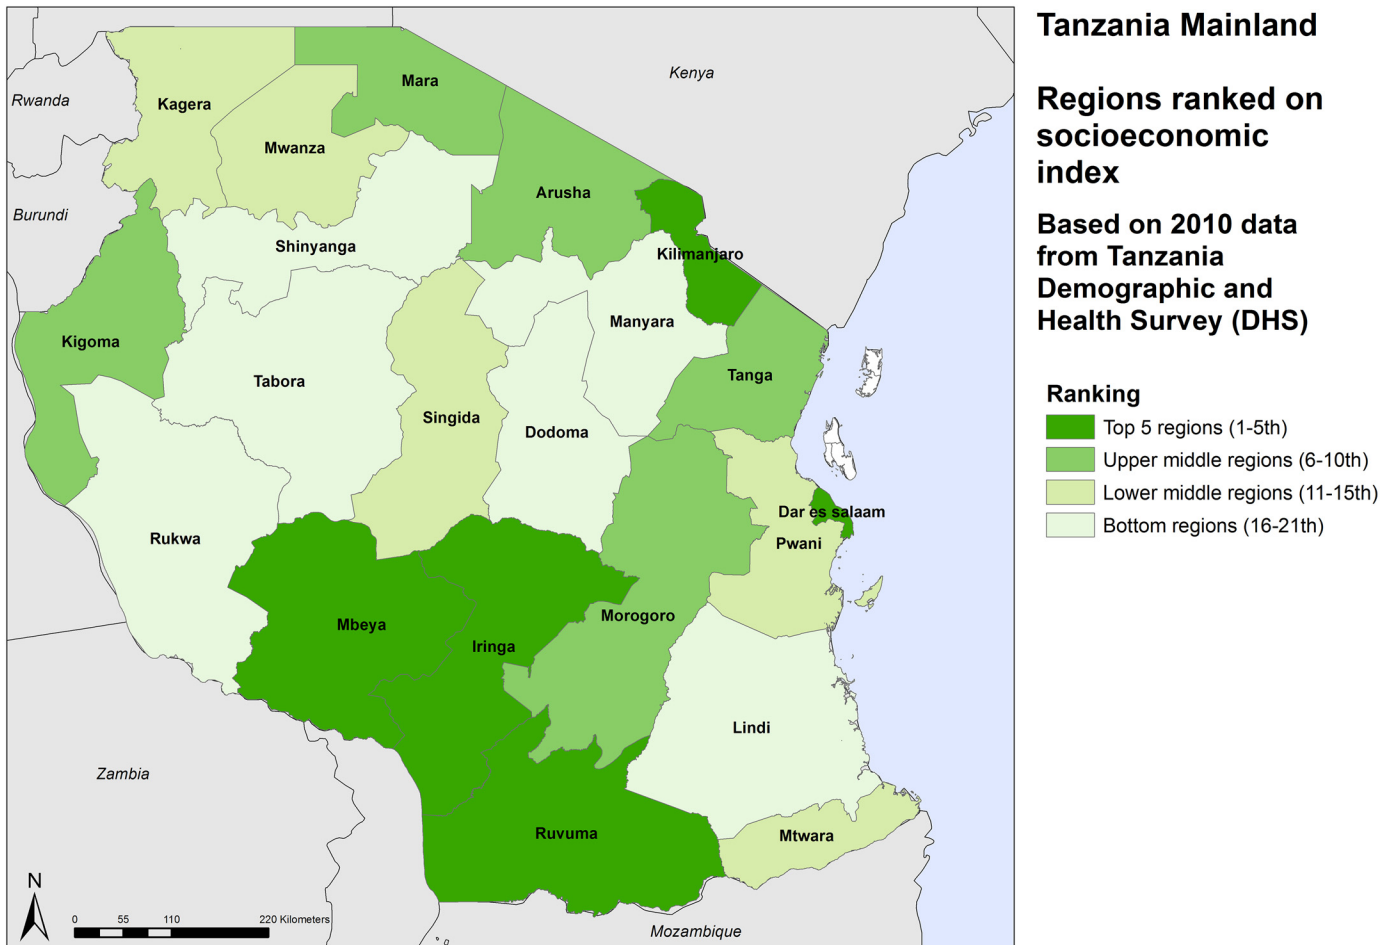 Tanzania Mainland
Regions ranked on
socioeconomic
index
Based on 2010 data
from Tanzania
Demographic and
Health Survey (DHS)
Ranking
Top 5 regions (1-5th)
Upper middle regions (6-10th)
Lower middle regions (11-15th)
Bottom regions (16-21th)
Kenya
Mara
Rwanda
Kagera
Mwanza
Arusha
Burundi
Shinyanga
Kilimanjaro
Manyara
Kigoma
Tanga
Tabora
Singida
Dodoma
Dar es salaam
Rukwa
Pwani
Morogoro
Mbeya
Iringa
Lindi
Zambia
Ruvuma
Mtwara
N
0 55 110 220 Kilometers
Mozambique